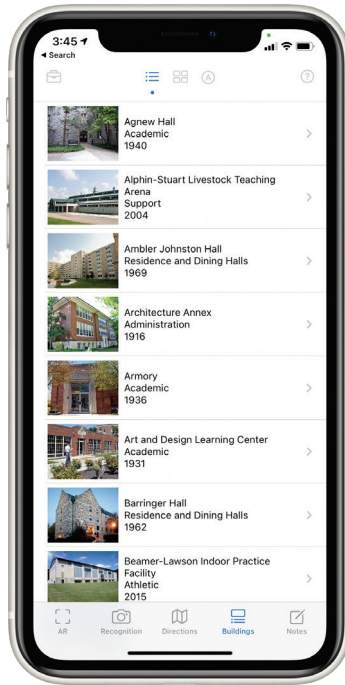 3:45
◀ Search
A
?
Agnew Hall
Academic
1940
Alphin-Stuart Livestock Teaching
Arena
Support
2004
Ambler Johnston Hall
Residence and Dining Halls
1969
Architecture Annex
Administration
1916
Armory
Academic
1936
Art and Design Learning Center
Academic
1931
Barringer Hall
Residence and Dining Halls
1962
Beamer-Lawson Indoor Practice
Facility
Athletic
2015
AR Recognition Directions Buildings Notes